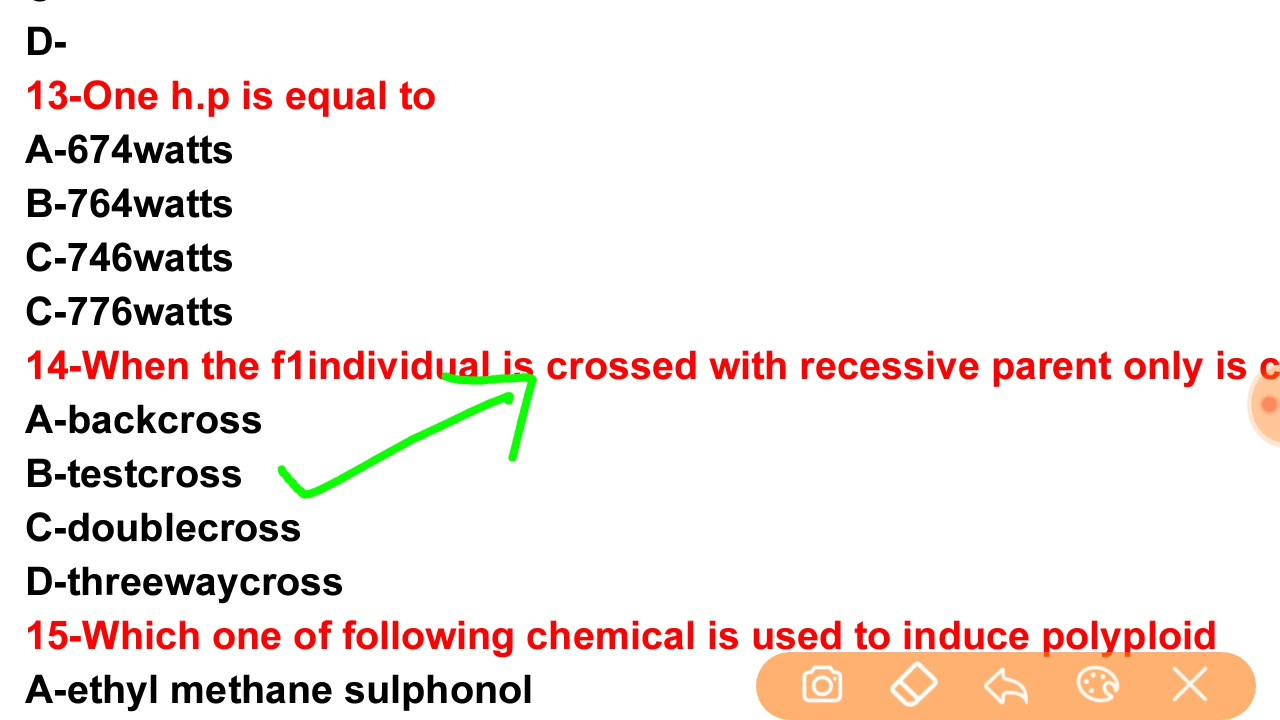 D-
13-One h.p is equal to
A-674watts
B-764watts
C-746watts
C-776watts
14-When the f1individual is crossed with recessive parent only is c
A-backcross
B-testcross
C-doublecross
D-threewaycross
15-Which one of following chemical is used to induce polyploid
A-ethyl methane sulphonol